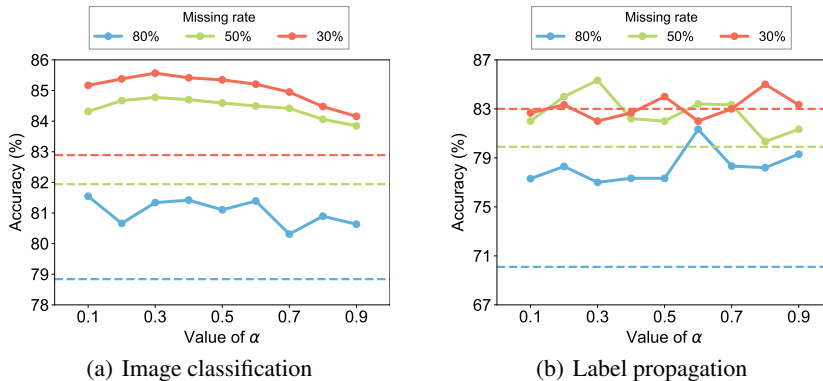 Missing rate
80% 50% 30%
86
85
84
83
82
81
80
79
78
Accuracy (%)
0.1 0.3 0.5 0.7 0.9
Value of α
(a) Image classification
Missing rate
80% 50% 30%
87
83
79
75
71
67
Accuracy (%)
0.1 0.3 0.5 0.7 0.9
Value of α
(b) Label propagation